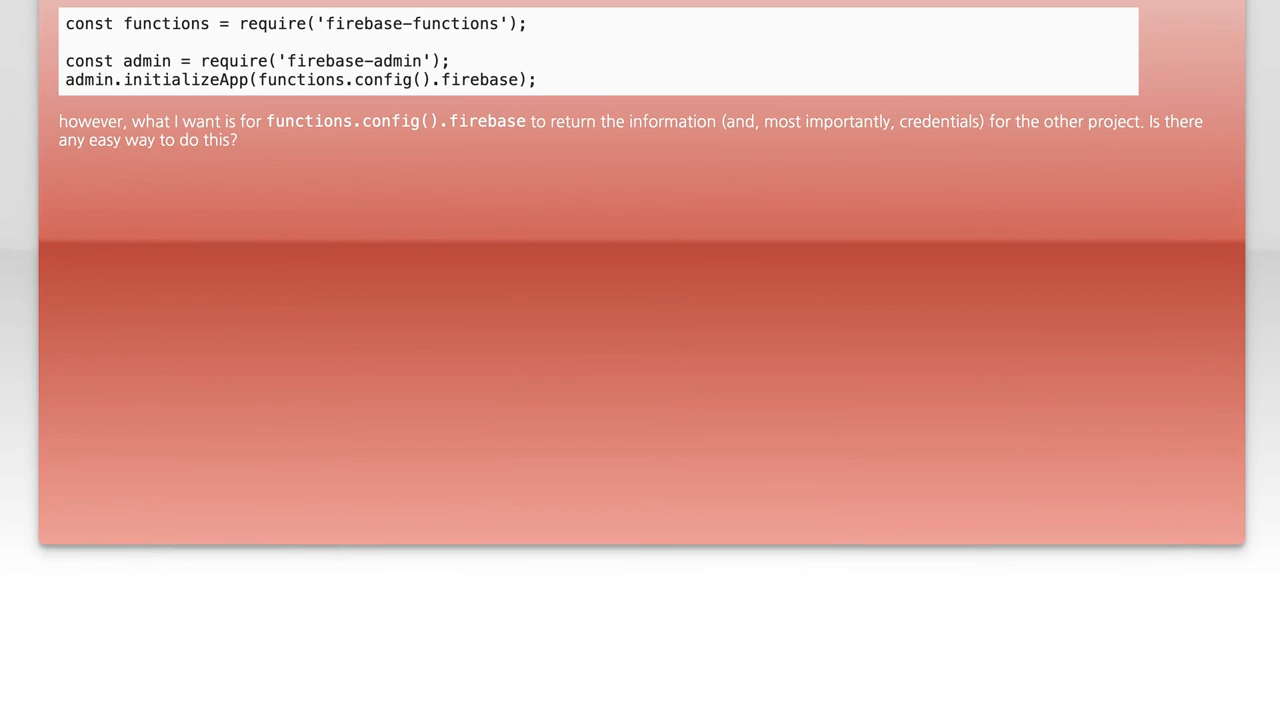 const functions = require('firebase-functions');
const admin = require('firebase-admin');
admin.initializeApp(functions.config().firebase);
however, what I want is for functions.config().firebase to return the information (and, most importantly, credentials) for the other project. Is there
any easy way to do this?